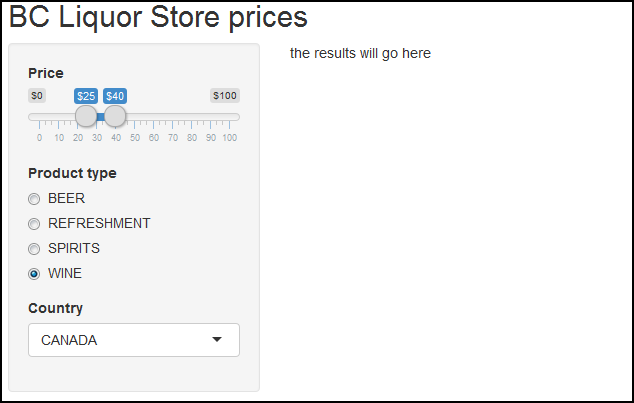 BC Liquor Store prices
Price
$0 $25 $40 $100
0 10 20 30 40 50 60 70 80 90 100
Product type
BEER
REFRESHMENT
SPIRITS
WINE
Country
CANADA
the results will go here